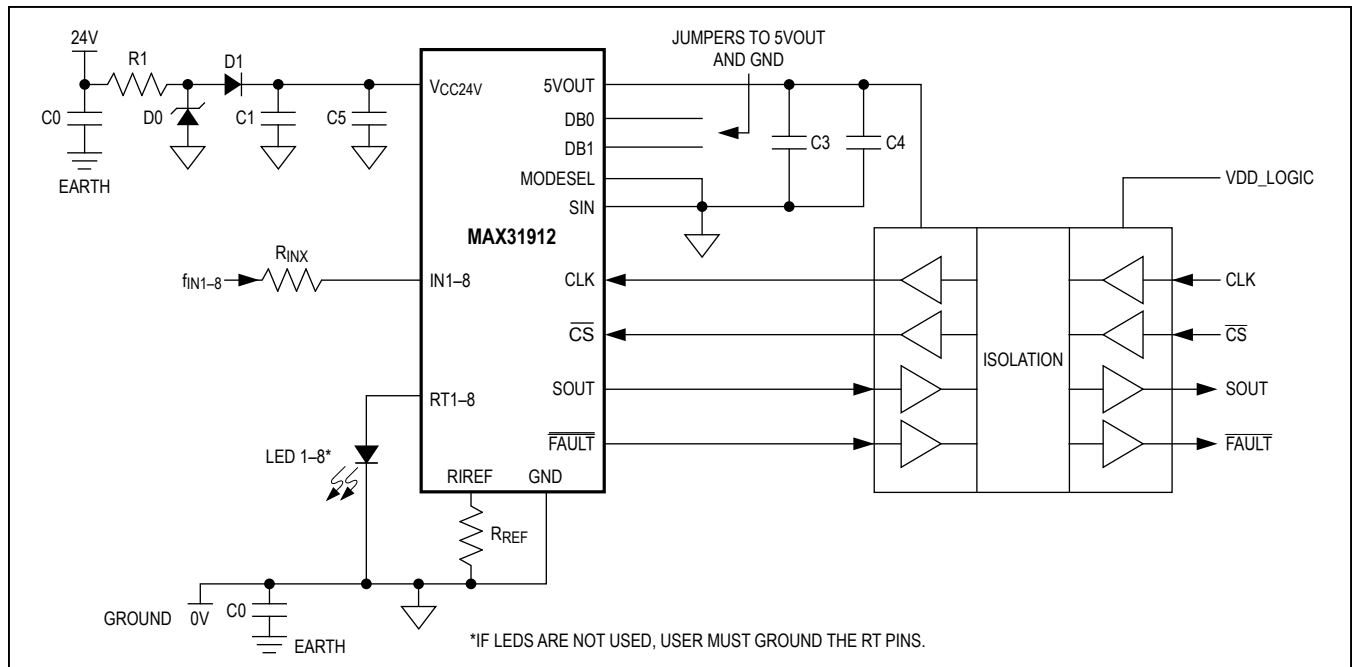 24V
R1
D1
C0
D0
C1
C5
EARTH
VCC24V
5VOUT
DB0
DB1
MODESEL
SIN
MAX31912
JUMPERS TO 5VOUT
AND GND
C3
C4
VDD_LOGIC
fIN1–8
RINX
IN1–8
CLK
CS
SOUT
FAULT
RT1–8
LED 1–8*
RIREF
GND
RREF
ISOLATION
CLK
CS
SOUT
FAULT
GROUND
0V
C0
EARTH
*IF LEDS ARE NOT USED, USER MUST GROUND THE RT PINS.